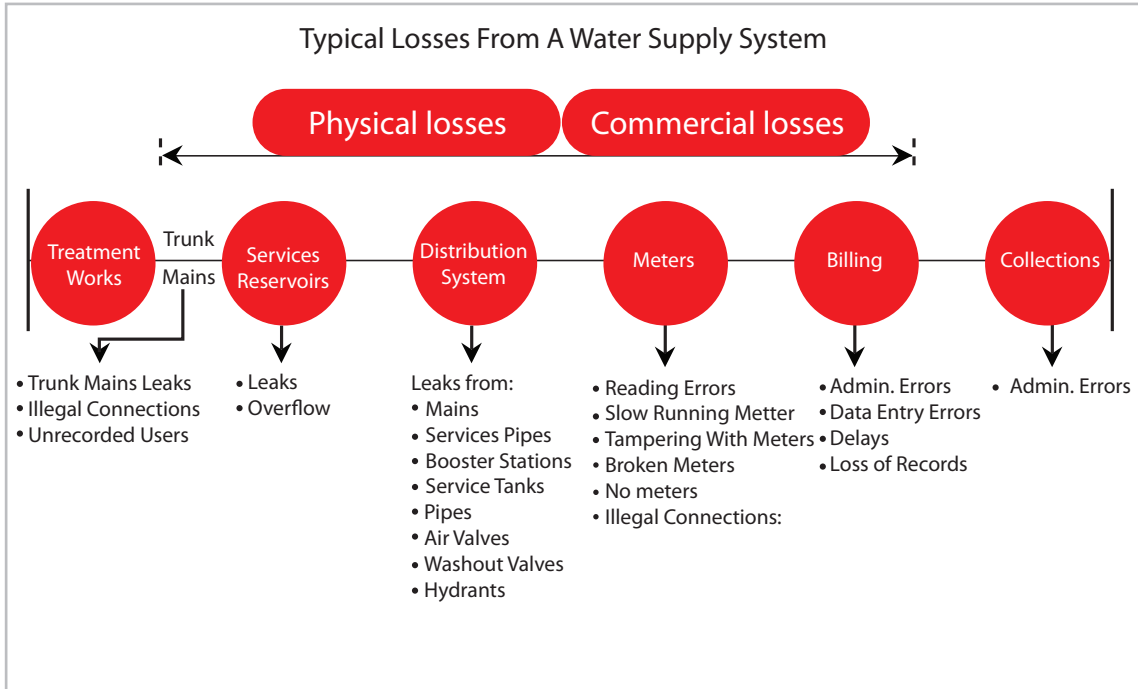 Typical Losses From A Water Supply System
Physical losses
Commercial losses
Treatment
Works
Trunk
Mains
Services
Reservoirs
Distribution
System
Meters
Billing
Collections
• Trunk Mains Leaks
• Illegal Connections
• Unrecorded Users
• Leaks
• Overflow
Leaks from:
• Mains
• Services Pipes
• Booster Stations
• Service Tanks
• Pipes
• Air Valves
• Washout Valves
• Hydrants
• Reading Errors
• Slow Running Metter
• Tampering With Meters
• Broken Meters
• No meters
• Illegal Connections:
• Admin. Errors
• Data Entry Errors
• Delays
• Loss of Records
• Admin. Errors